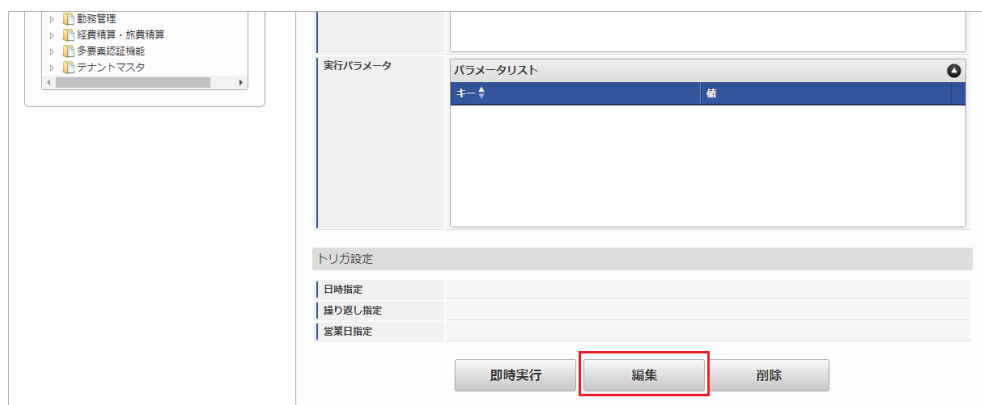 勤務管理
経費精算・旅費精算
多要素認証機能
テナントマスタ
実行パラメータ
パラメータリスト
キー 値
トリガ設定
日時指定
繰り返し指定
営業日指定
即時実行 編集 削除